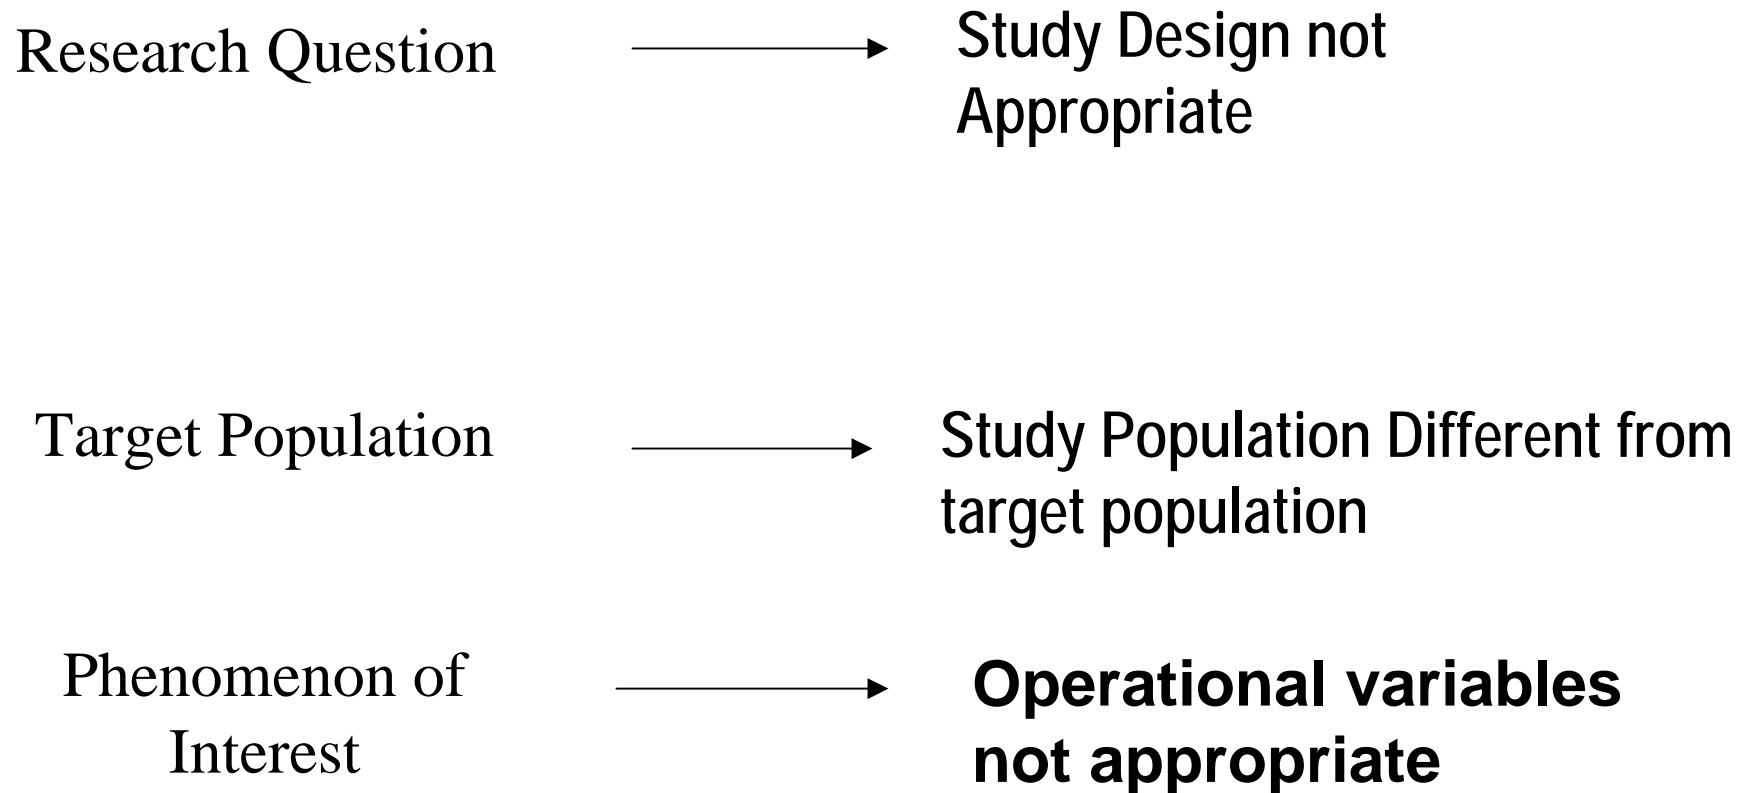 Research Question
Study Design not
Appropriate
Target Population
Study Population Different from
target population
Phenomenon of
Interest
Operational variables
not appropriate